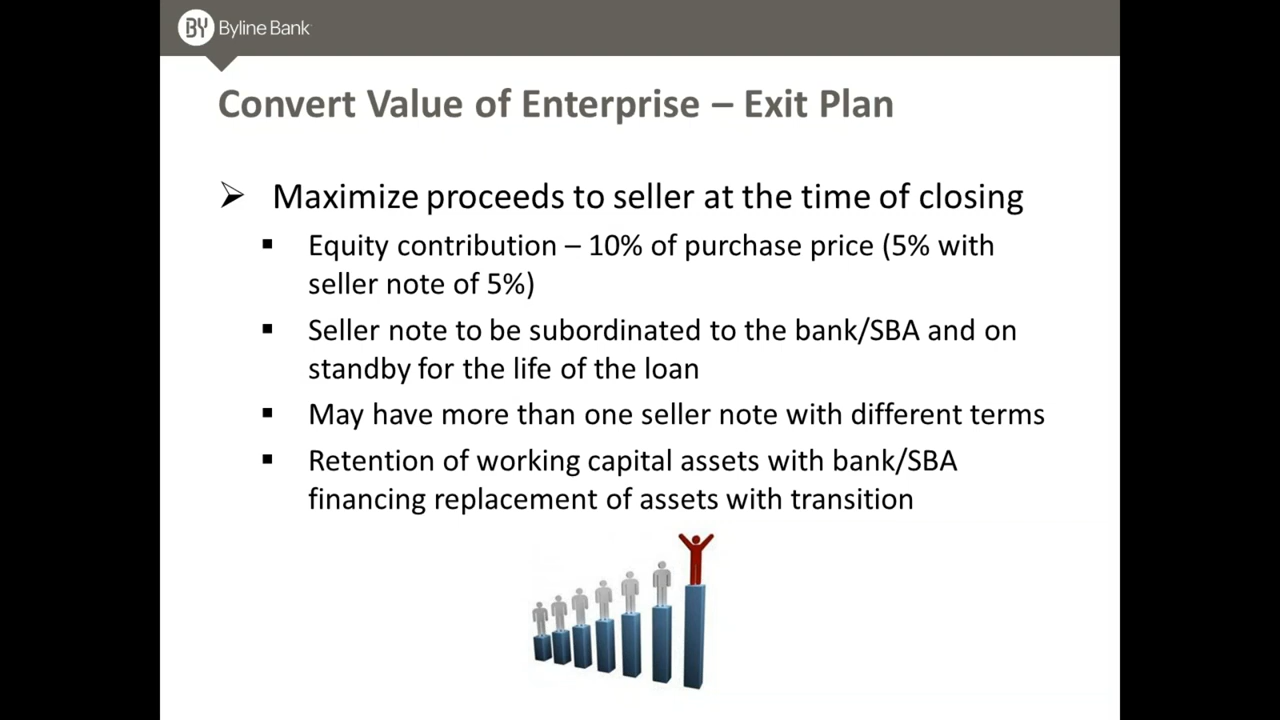 BY Byline Bank
Convert Value of Enterprise – Exit Plan
Maximize proceeds to seller at the time of closing
Equity contribution – 10% of purchase price (5% with
seller note of 5%)
Seller note to be subordinated to the bank/SBA and on
standby for the life of the loan
May have more than one seller note with different terms
Retention of working capital assets with bank/SBA
financing replacement of assets with transition